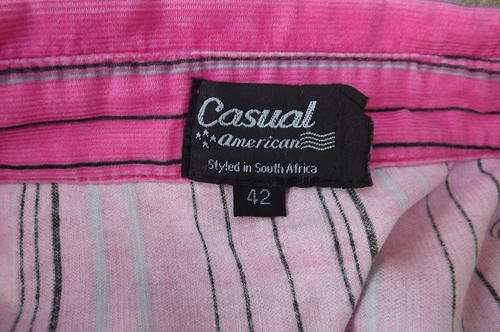 Casual
American
Styled in South Africa
42